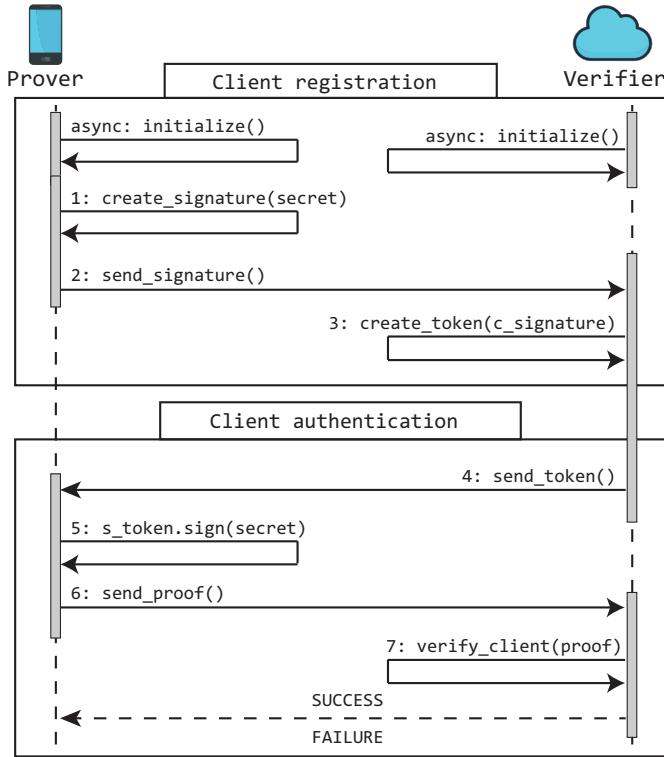 Prover
Verifier
Client registration
async: initialize()
async: initialize()
1: create_signature(secret)
2: send_signature()
3: create_token(c_signature)
Client authentication
4: send_token()
5: s_token.sign(secret)
6: send_proof()
7: verify_client(proof)
SUCCESS
FAILURE